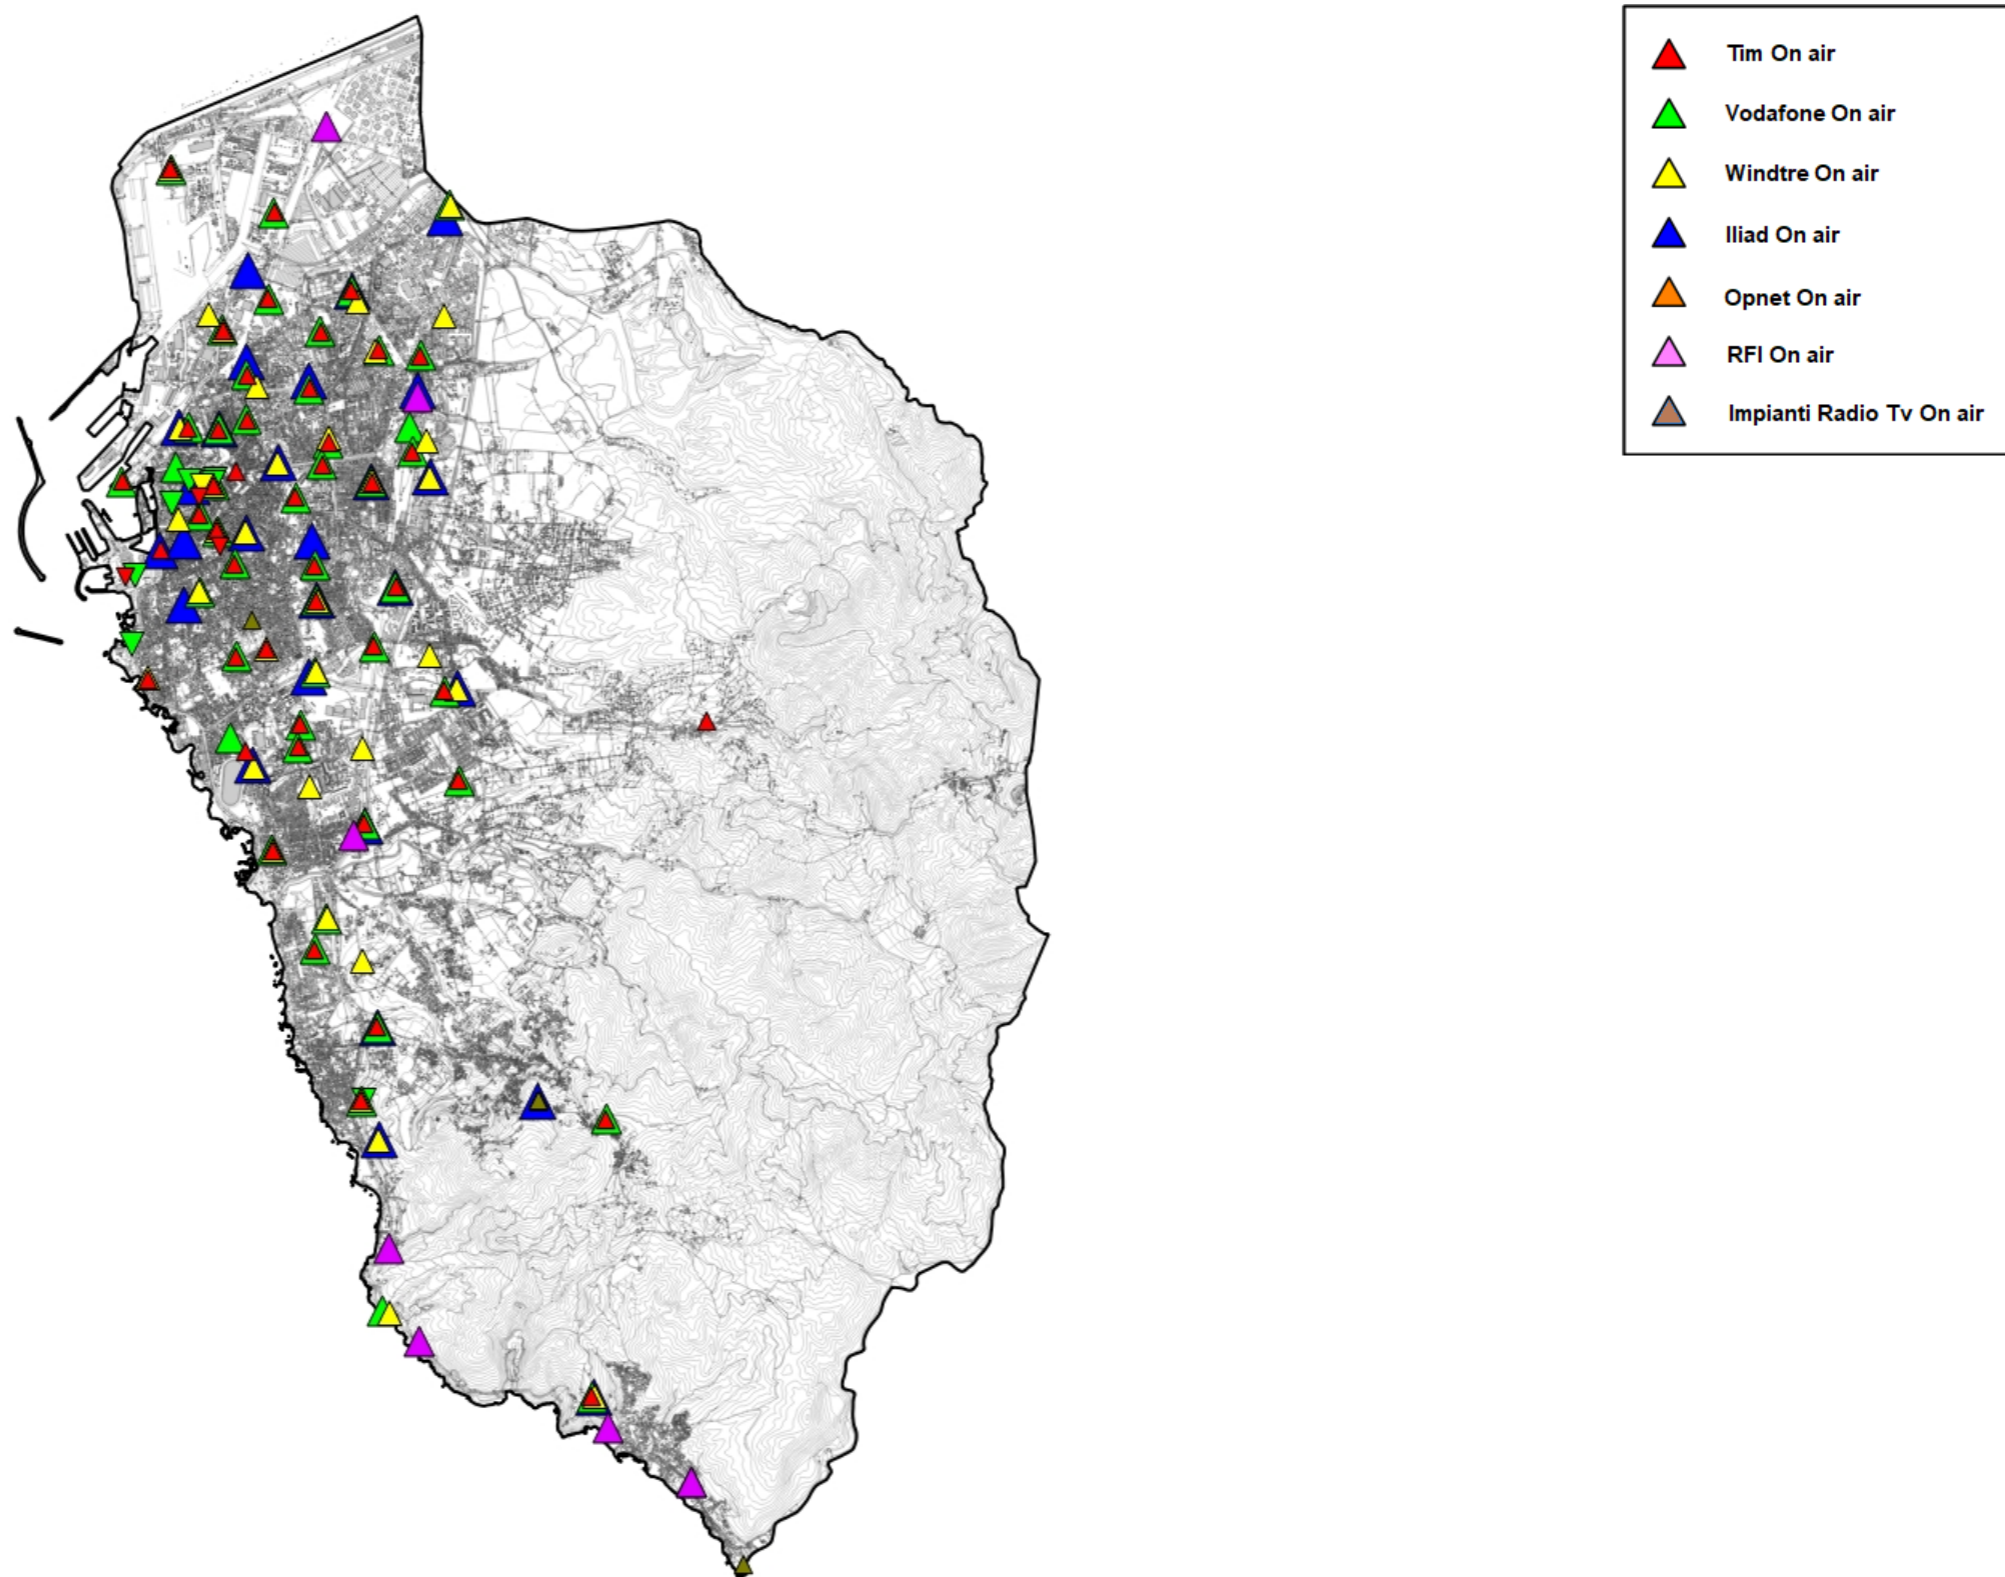 Tim On air
Vodafone On air
Windtre On air
Iliad On air
Opnet On air
RFI On air
Impianti Radio Tv On air